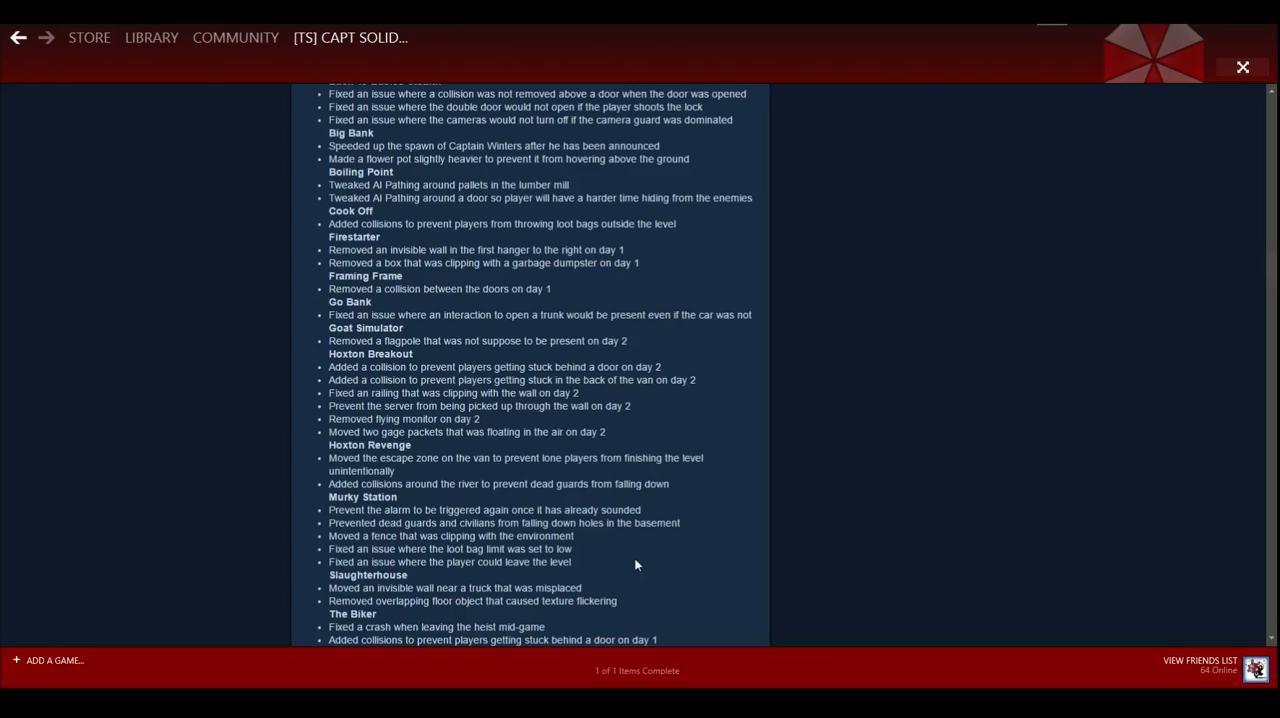 STORE LIBRARY COMMUNITY [TS] CAPT SOLID...
• Fixed an issue where a collision was not removed above a door when the door was opened
• Fixed an issue where the double door would not open if the player shoots the lock
• Fixed an issue where the cameras would not turn off if the camera guard was dominated
Big Bank
• Speeded up the spawn of Captain Winters after he has been announced
• Made a flower pot slightly heavier to prevent it from hovering above the ground
Boiling Point
• Tweaked AI Pathing around pallets in the lumber mill
• Tweaked AI Pathing around a door so player will have a harder time hiding from the enemies
Cook Off
• Added collisions to prevent players from throwing loot bags outside the level
Firestarter
• Removed an invisible wall in the first hanger to the right on day 1
• Removed a box that was clipping with a garbage dumpster on day 1
Framing Frame
• Removed a collision between the doors on day 1
Go Bank
• Fixed an issue where an interaction to open a trunk would be present even if the car was not
Goat Simulator
• Removed a flagpole that was not suppose to be present on day 2
Hoxton Breakout
• Added a collision to prevent players getting stuck behind a door on day 2
• Added a collision to prevent players getting stuck in the back of the van on day 2
• Fixed an railing that was clipping with the wall on day 2
• Prevent the server from being picked up through the wall on day 2
• Removed flying monitor on day 2
• Moved two gage packets that was floating in the air on day 2
Hoxton Revenge
• Moved the escape zone on the van to prevent lone players from finishing the level
unintentionally
• Added collisions around the river to prevent dead guards from falling down
Murky Station
• Prevent the alarm to be triggered again once it has already sounded
• Prevented dead guards and civilians from falling down holes in the basement
• Moved a fence that was clipping with the environment
• Fixed an issue where the loot bag limit was set to low
• Fixed an issue where the player could leave the level
Slaughterhouse
• Moved an invisible wall near a truck that was misplaced
• Removed overlapping floor object that caused texture flickering
The Biker
• Fixed a crash when leaving the heist mid-game
• Added collisions to prevent players getting stuck behind a door on day 1
+ ADD A GAME...
1 of 1 Items Complete
VIEW FRIENDS LIST
64 Online